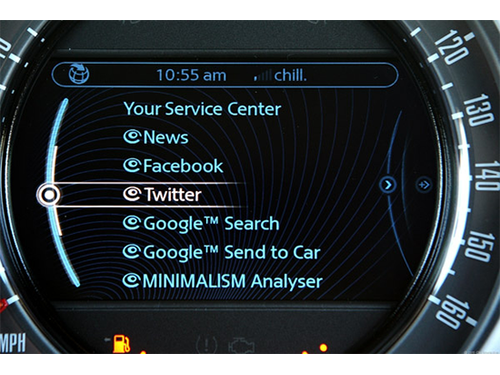 10:55 am chill.
Your Service Center
News
Facebook
Twitter
Google™ Search
Google™ Send to Car
MINIMALISM Analyser
120
130
140
150
160
MPH